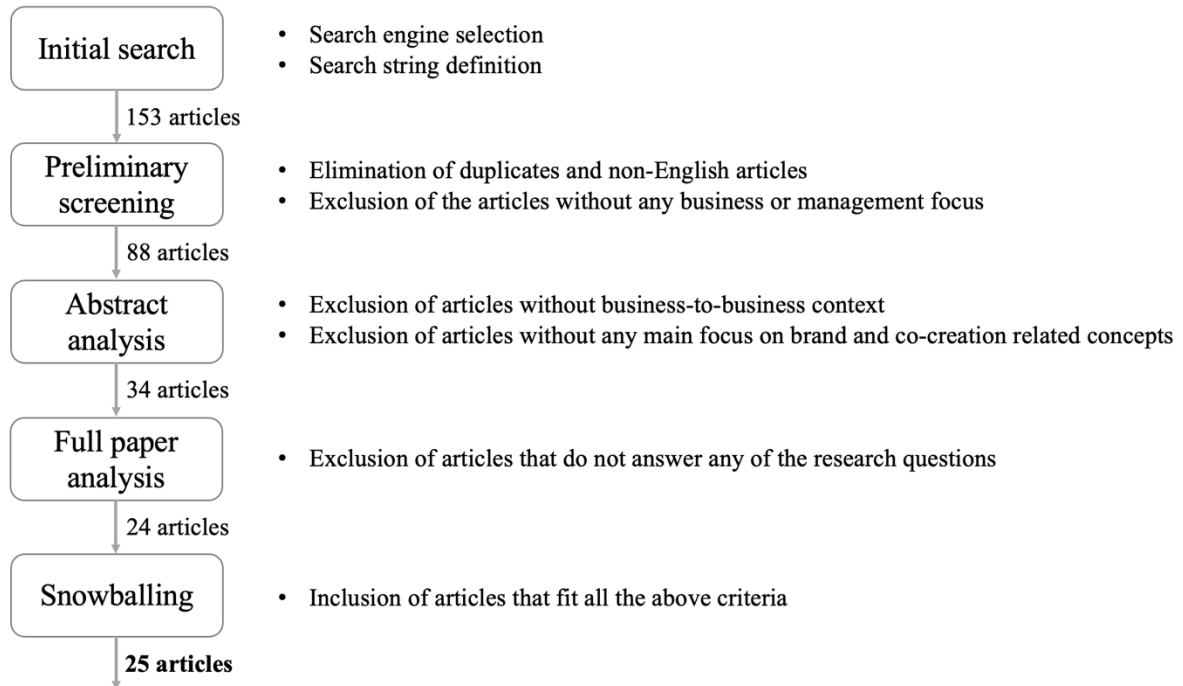 Initial search
• Search engine selection
• Search string definition
153 articles
Preliminary
screening
• Elimination of duplicates and non-English articles
• Exclusion of the articles without any business or management focus
88 articles
Abstract
analysis
• Exclusion of articles without business-to-business context
• Exclusion of articles without any main focus on brand and co-creation related concepts
34 articles
Full paper
analysis
• Exclusion of articles that do not answer any of the research questions
24 articles
Snowballing
• Inclusion of articles that fit all the above criteria
25 articles